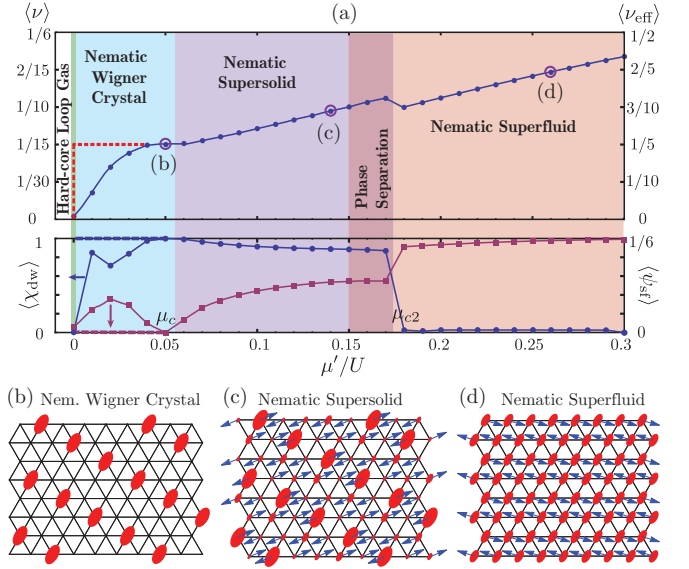 ⟨ν⟩ (a) ⟨ν_eff⟩
1/6 1/2
2/15 2/5
1/10 3/10
1/15 1/5
1/30 1/10
0 0
Hard-core Loop Gas
Nematic
Wigner
Crystal
Nematic
Supersolid
Phase
Separation
Nematic Superfluid
(b)
(c)
(d)
⟨χ_dw⟩
1
0
μ_c
μ_c2
1/6
0
⟨ψ_sf⟩
0 0.05 0.1 0.15 0.2 0.25 0.3
μ′/U
(b) Nem. Wigner Crystal
(c) Nematic Supersolid
(d) Nematic Superfluid